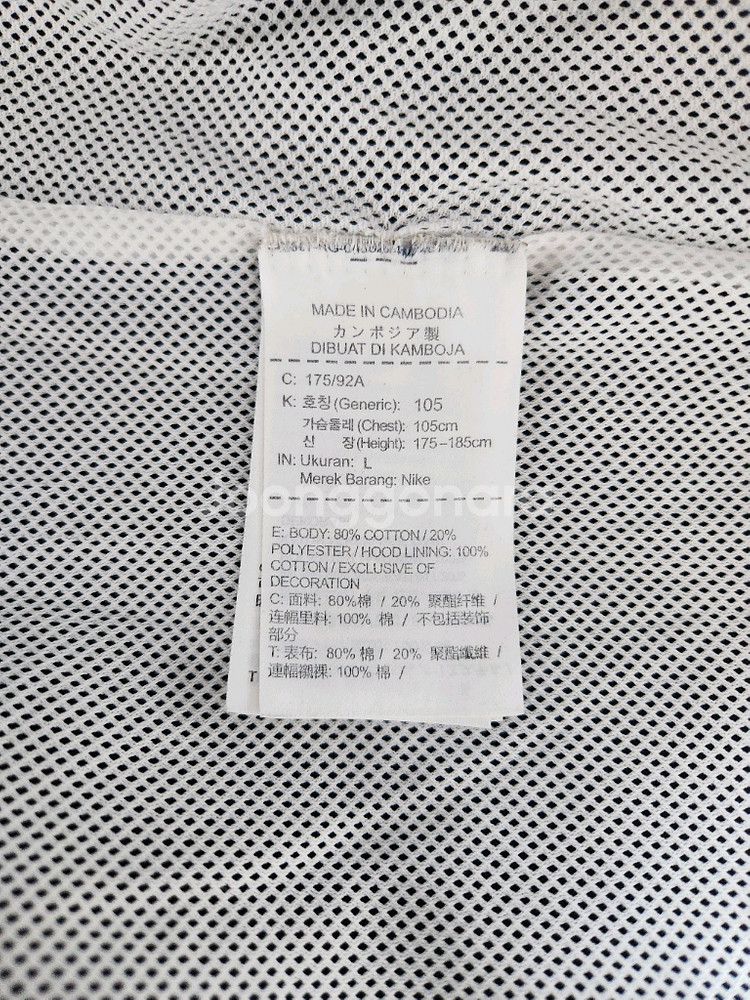 MADE IN CAMBODIA
カンボジア製
DIBUAT DI KAMBOJA
C: 175/92A
K: 호칭 (Generic): 105
가슴둘레 (Chest): 105cm
신 장(Height): 175-185cm
IN: Ukuran: L
Merek Barang: Nike
E: BODY: 80% COTTON / 20%
POLYESTER / HOOD LINING: 100%
COTTON / EXCLUSIVE OF
DECORATION
C: 面料: 80%棉 / 20% 聚酯纤维 /
连幅里料: 100% 棉 / 不包括装饰
部分
T: 表布: 80% 棉 / 20% 聚酯纖維 /
連幅襯裸: 100% 棉 /
T